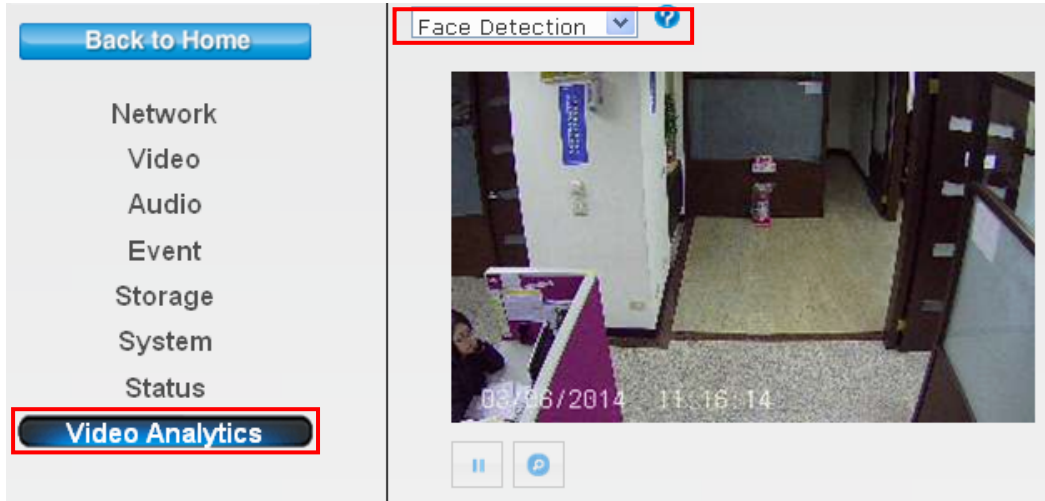 Back to Home
Network
Video
Audio
Event
Storage
System
Status
Video Analytics
Face Detection
?
03/06/2014 11:16:14